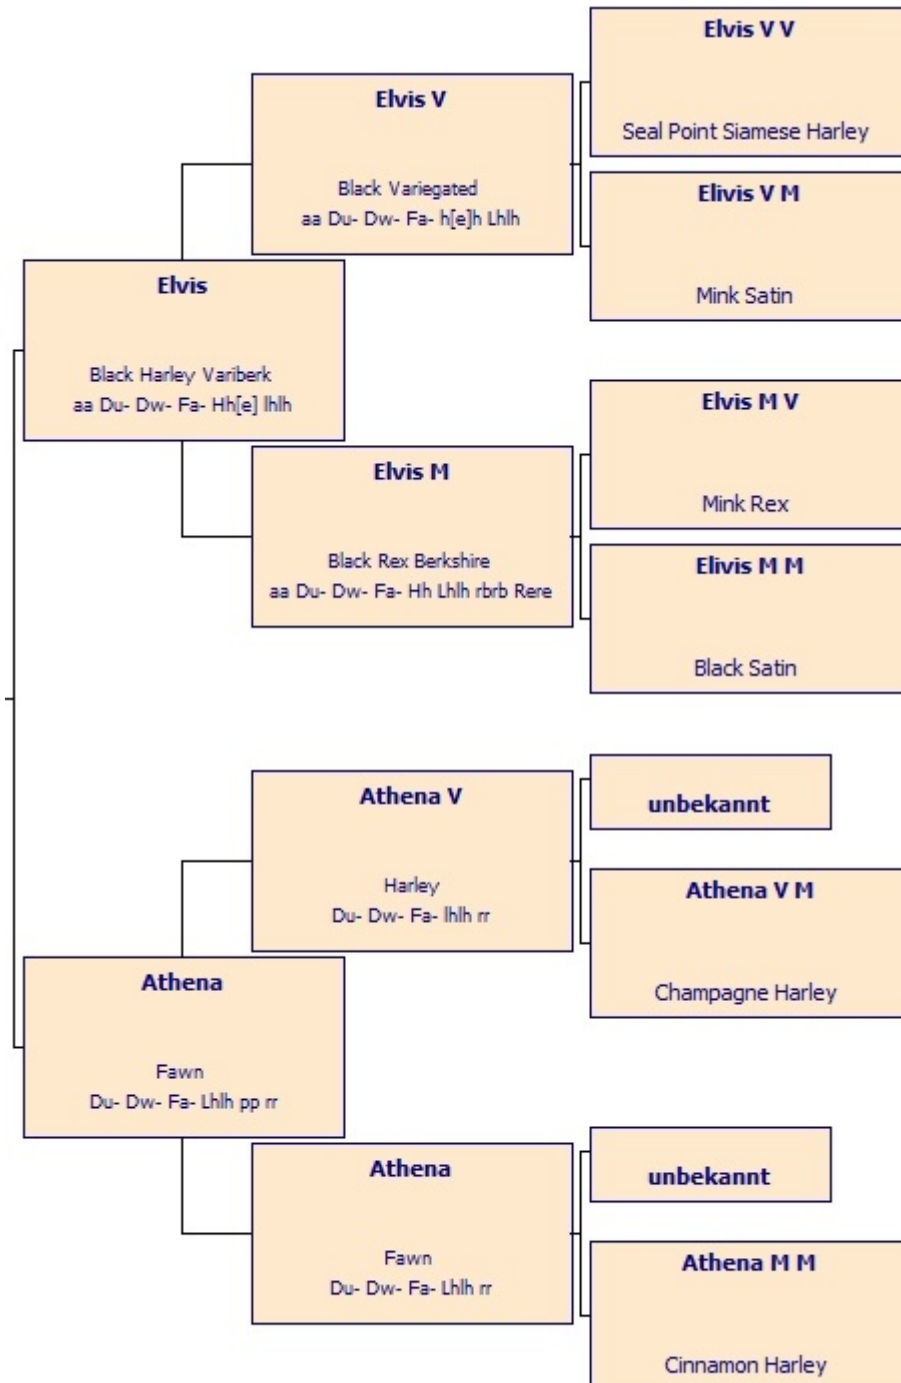 Elvis V V
Seal Point Siamese Harley
Elvis V
Black Variegated
aa Du- Dw- Fa- h[e]h Lhlh
Elivis V M
Mink Satin
Elvis
Black Harley Variberk
aa Du- Dw- Fa- Hh[e] lhlh
Elvis M V
Mink Rex
Elvis M
Black Rex Berkshire
aa Du- Dw- Fa- Hh Lhlh rbrb Rere
Elivis M M
Black Satin
unbekannt
Athena V
Harley
Du- Dw- Fa- lhlh rr
Athena V M
Champagne Harley
Athena
Fawn
Du- Dw- Fa- Lhlh pp rr
unbekannt
Athena
Fawn
Du- Dw- Fa- Lhlh rr
Athena M M
Cinnamon Harley